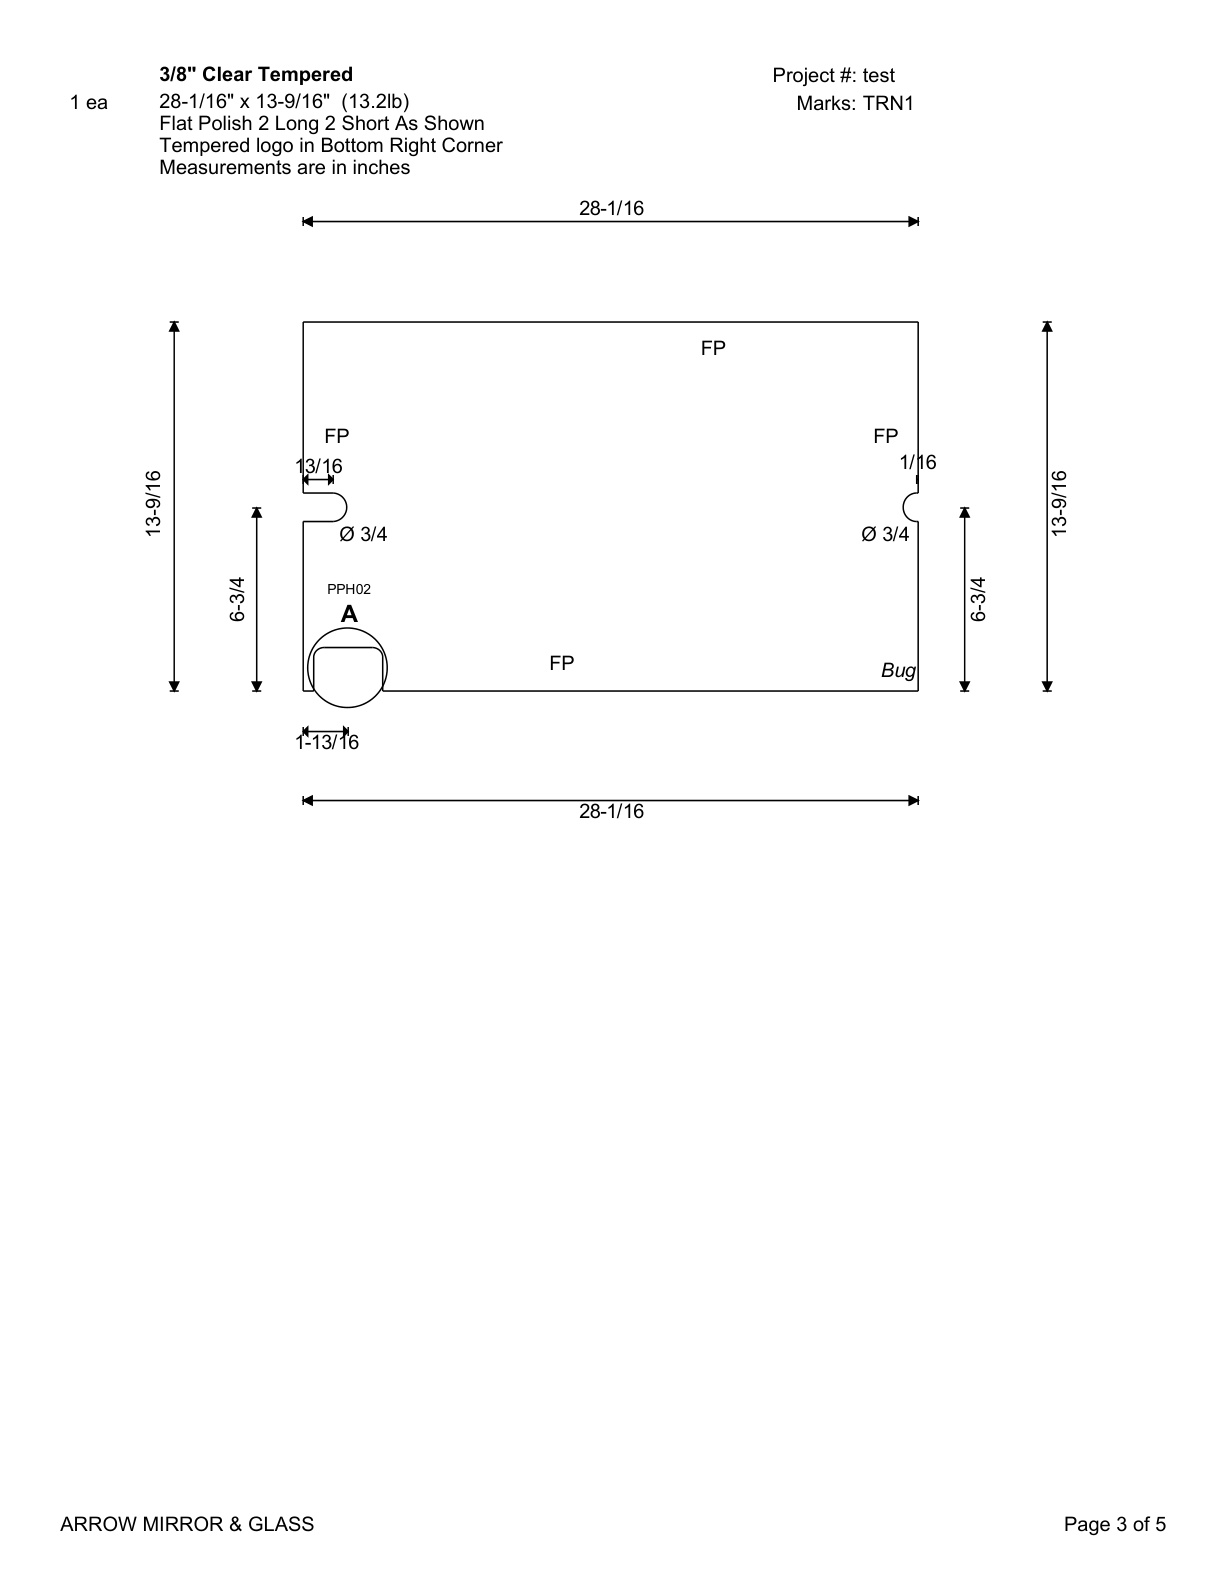 3/8" Clear Tempered
Project #: test
1 ea
28-1/16" x 13-9/16" (13.2lb)
Marks: TRN1
Flat Polish 2 Long 2 Short As Shown
Tempered logo in Bottom Right Corner
Measurements are in inches
28-1/16
FP
FP
FP
13/16
1/16
13-9/16
13-9/16
Ø 3/4
Ø 3/4
6-3/4
6-3/4
PPH02
A
FP
Bug
1-13/16
28-1/16
ARROW MIRROR & GLASS
Page 3 of 5